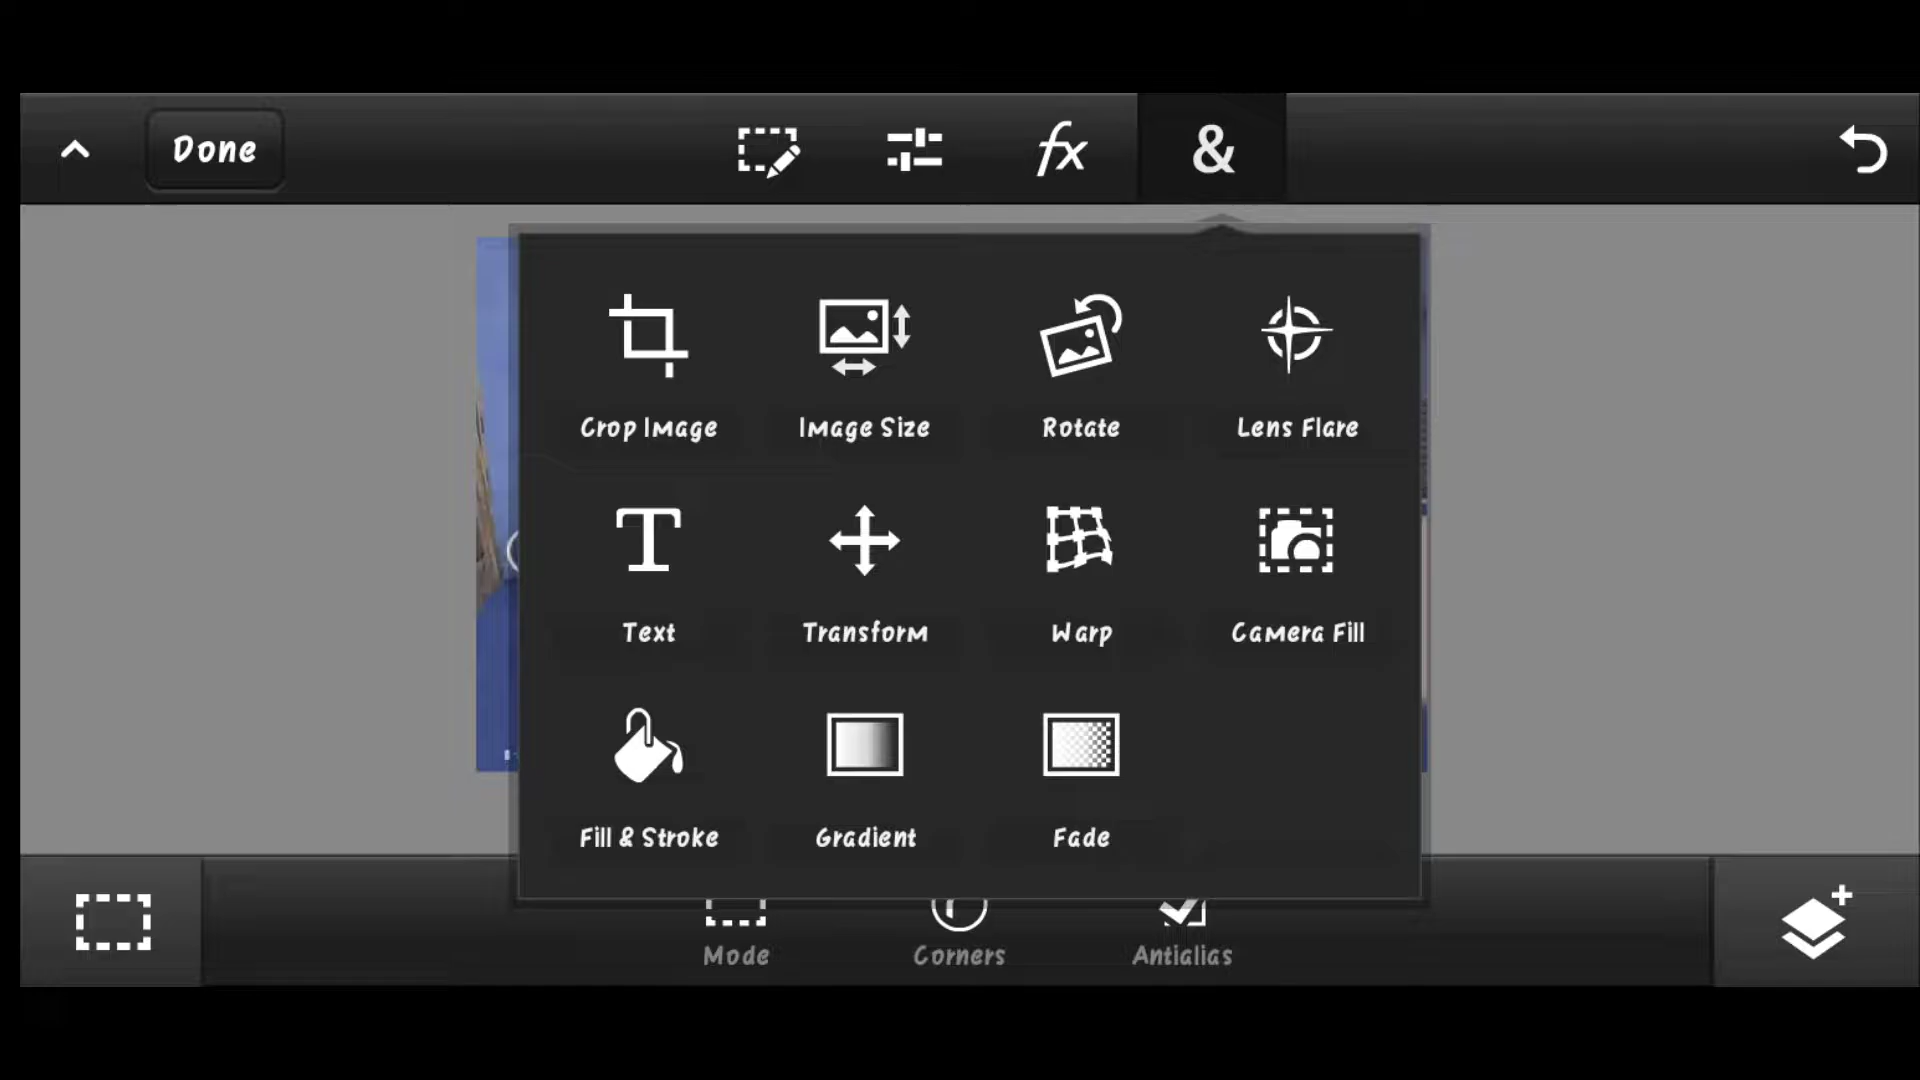 Done
fx
&
Crop Image
Image Size
Rotate
Lens Flare
T
Text
Transform
Warp
Camera Fill
Fill & Stroke
Gradient
Fade
Mode
Corners
Antialias